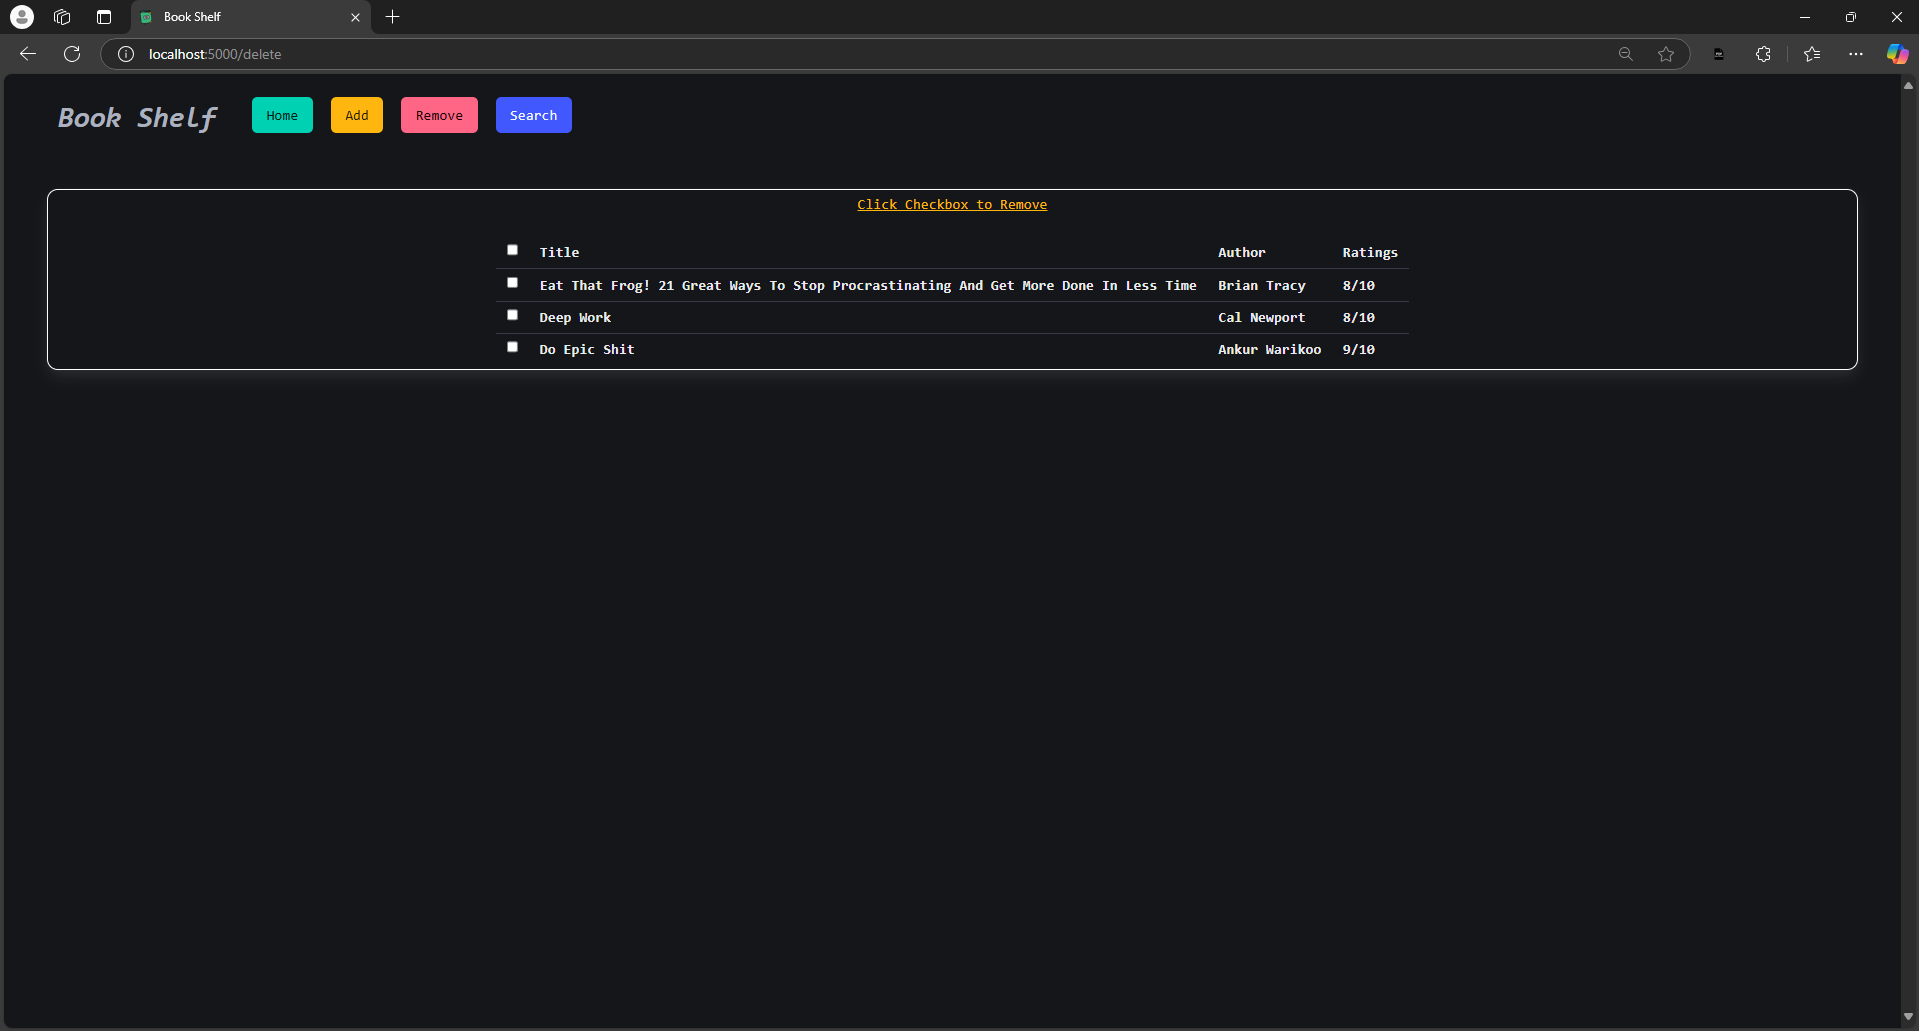 Book Shelf
localhost:5000/delete
Book Shelf Home Add Remove Search
Click Checkbox to Remove
Title Author Ratings
Eat That Frog! 21 Great Ways To Stop Procrastinating And Get More Done In Less Time Brian Tracy 8/10
Deep Work Cal Newport 8/10
Do Epic Shit Ankur Warikoo 9/10